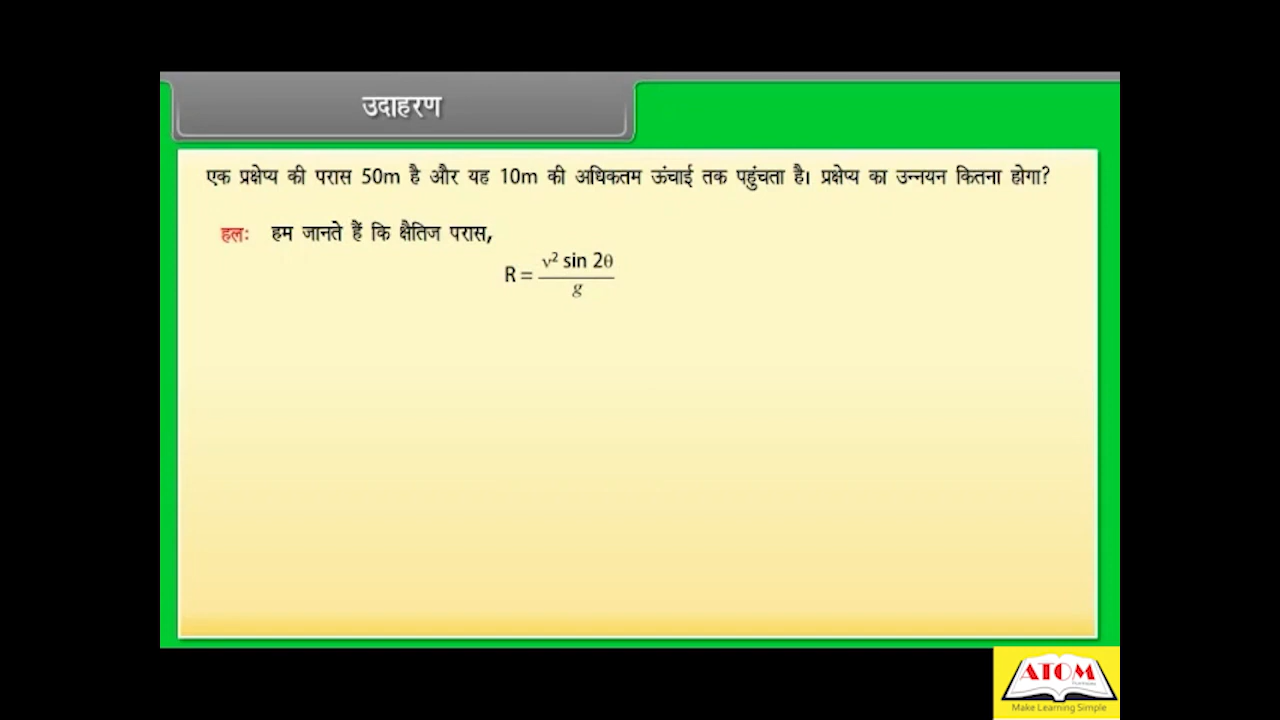 उदाहरण
एक प्रक्षेप्य की परास 50m है और यह 10m की अधिकतम ऊंचाई तक पहुंचता है। प्रक्षेप्य का उन्नयन कितना होगा?
हलः हम जानते हैं कि क्षैतिज परास,
R = v² sin 2θ / g
ATOM
Make Learning Simple